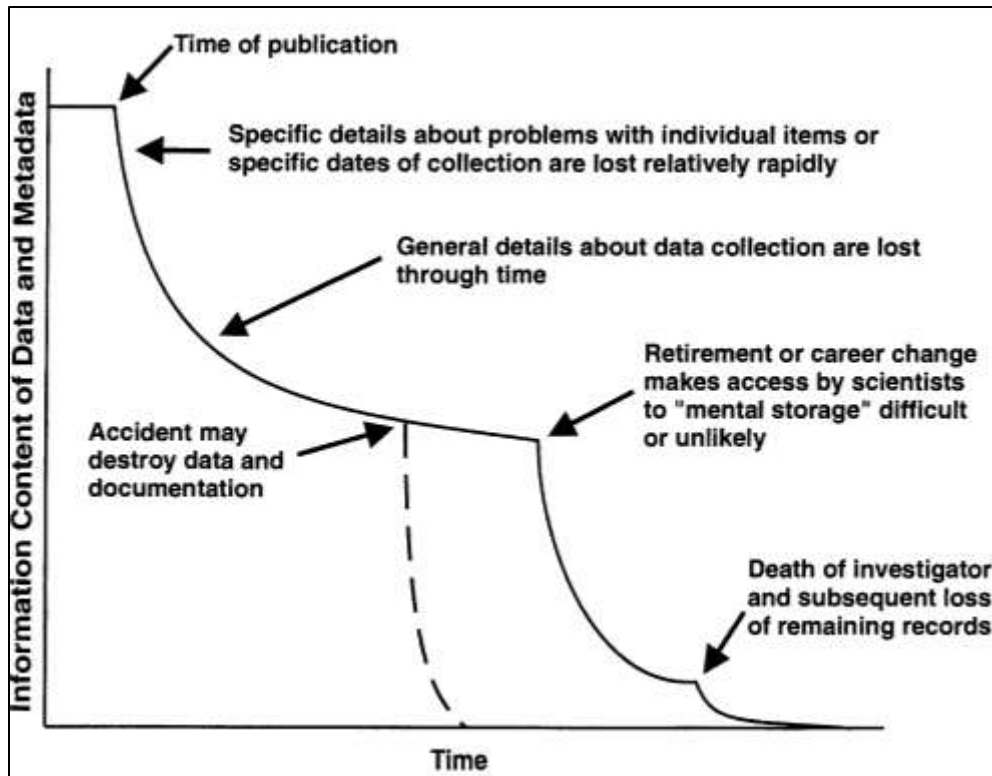 Time of publication
Specific details about problems with individual items or
specific dates of collection are lost relatively rapidly
General details about data collection are lost
through time
Retirement or career change
makes access by scientists
to "mental storage" difficult
or unlikely
Accident may
destroy data and
documentation
Death of investigator
and subsequent loss
of remaining records
Information Content of Data and Metadata
Time